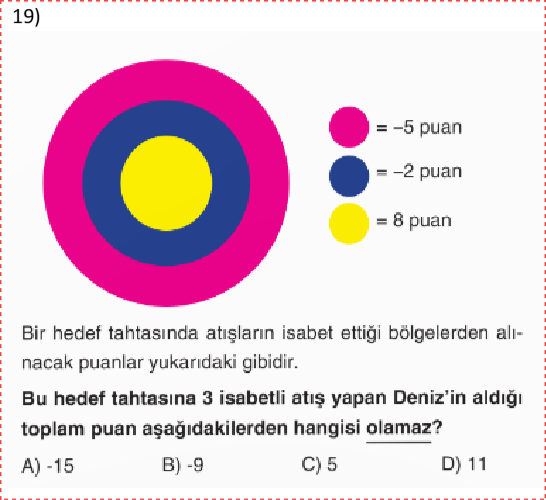 19)
= –5 puan
= –2 puan
= 8 puan
Bir hedef tahtasında atışların isabet ettiği bölgelerden alı-
nacak puanlar yukarıdaki gibidir.
Bu hedef tahtasına 3 isabetli atış yapan Deniz'in aldığı
toplam puan aşağıdakilerden hangisi olamaz?
A) -15 B) -9 C) 5 D) 11